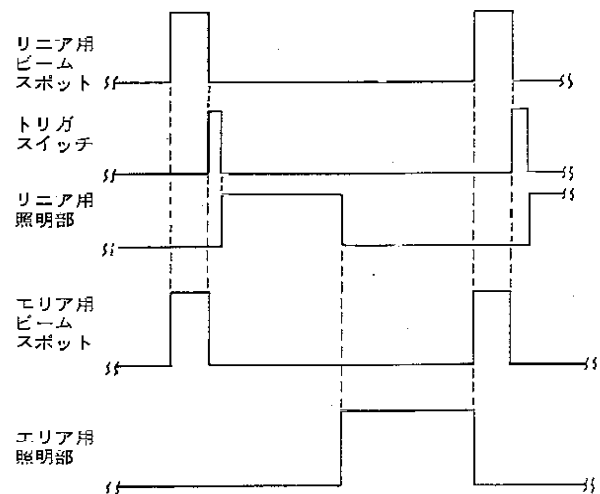 リニア用
ビーム
スポット
トリガ
スイッチ
リニア用
照明部
エリア用
ビーム
スポット
エリア用
照明部